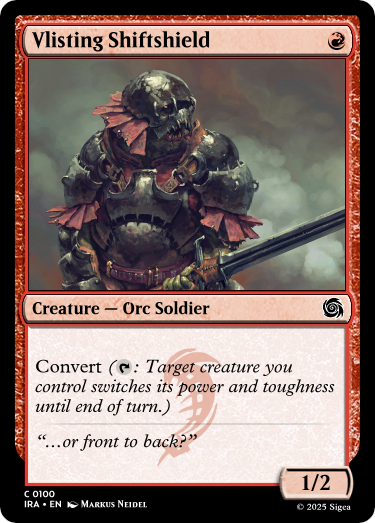 Vlisting Shiftshield
Creature — Orc Soldier
Convert (T: Target creature you
control switches its power and toughness
until end of turn.)
“…or front to back?”
1/2
C 0100
IRA • EN Markus Neidel
© 2025 Sigea